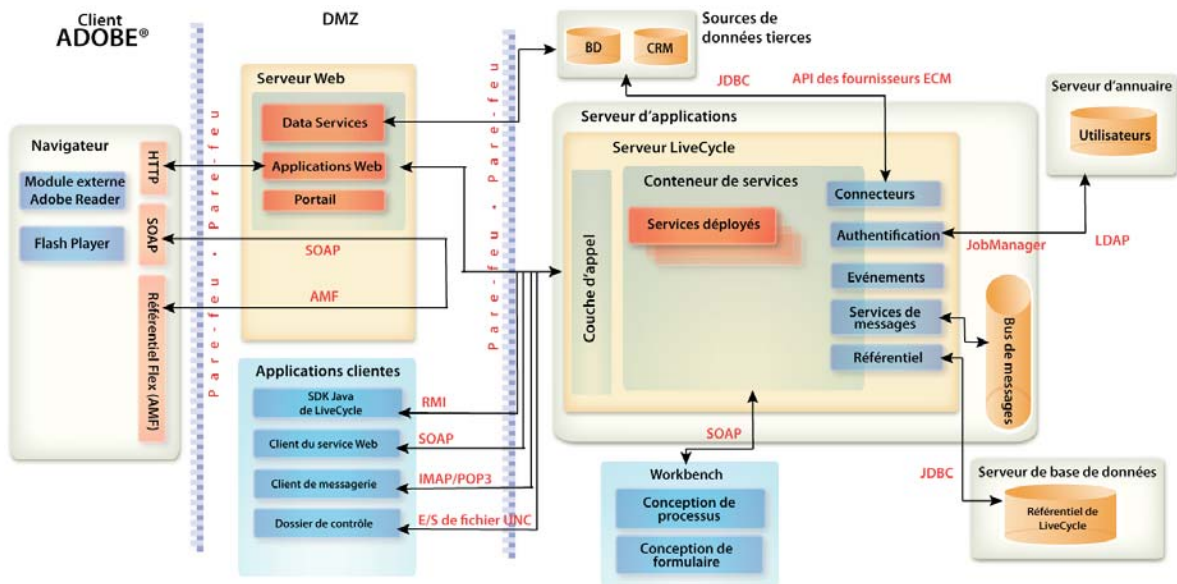 Client
ADOBE®
DMZ
Sources de
données tierces
BD
CRM
JDBC
API des fournisseurs ECM
Serveur d'annuaire
Utilisateurs
Navigateur
Module externe
Adobe Reader
Flash Player
HTTP
SOAP
Référentiel Flex (AMF)
Pare-feu • Pare-feu
Serveur Web
Data Services
Applications Web
Portail
SOAP
AMF
Pare-feu • Pare-feu
Serveur d'applications
Serveur LiveCycle
Couche d'appel
Conteneur de services
Services déployés
Connecteurs
Authentification
Evénements
Services de
messages
Référentiel
JobManager
LDAP
Bus de messages
Applications clientes
SDK Java
de LiveCycle
RMI
Client du service Web
SOAP
Client de messagerie
IMAP/POP3
Dossier de contrôle
E/S de fichier UNC
SOAP
Workbench
Conception de
processus
Conception de
formulaire
JDBC
Serveur de base de données
Référentiel de
LiveCycle